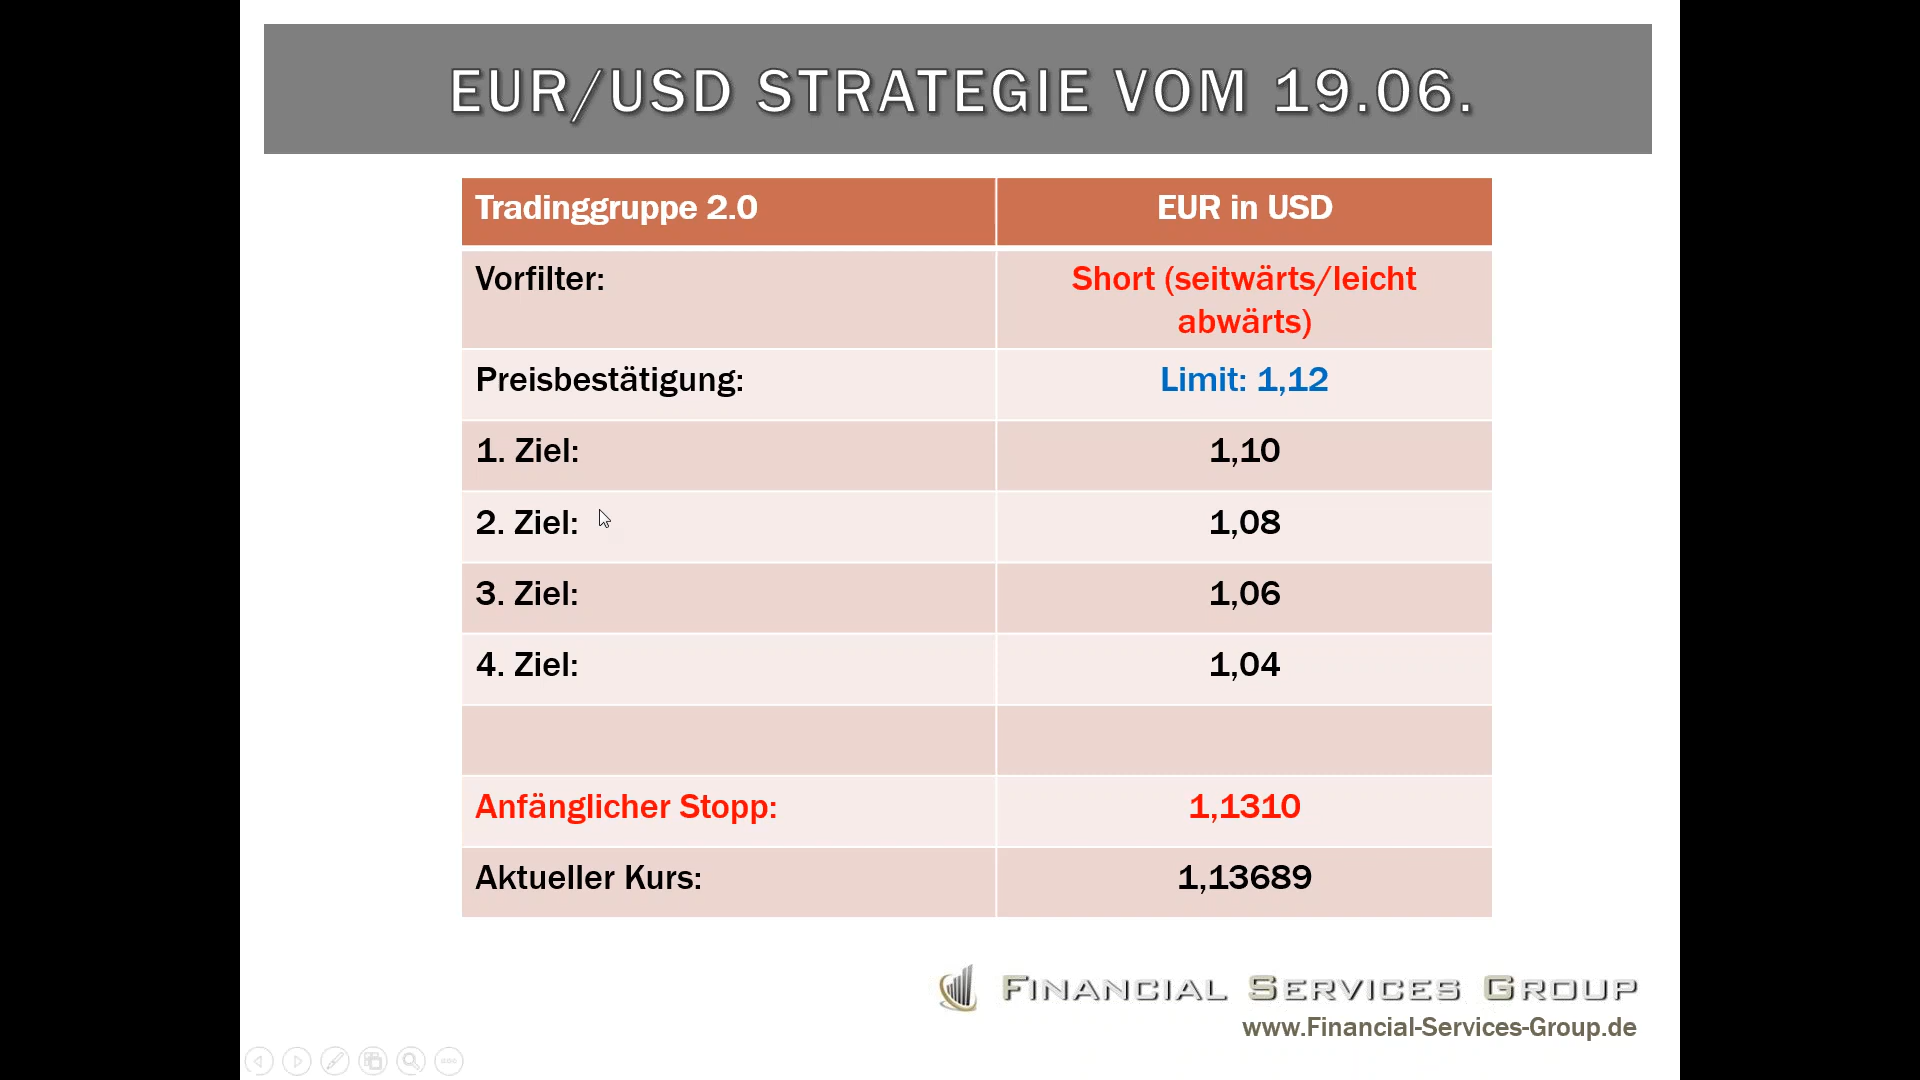 EUR/USD STRATEGIE VOM 19.06.
Tradinggruppe 2.0 EUR in USD
Vorfilter: Short (seitwärts/leicht
abwärts)
Preisbestätigung: Limit: 1,12
1. Ziel: 1,10
2. Ziel: 1,08
3. Ziel: 1,06
4. Ziel: 1,04
Anfänglicher Stopp: 1,1310
Aktueller Kurs: 1,13689
FINANCIAL SERVICES GROUP
www.Financial-Services-Group.de